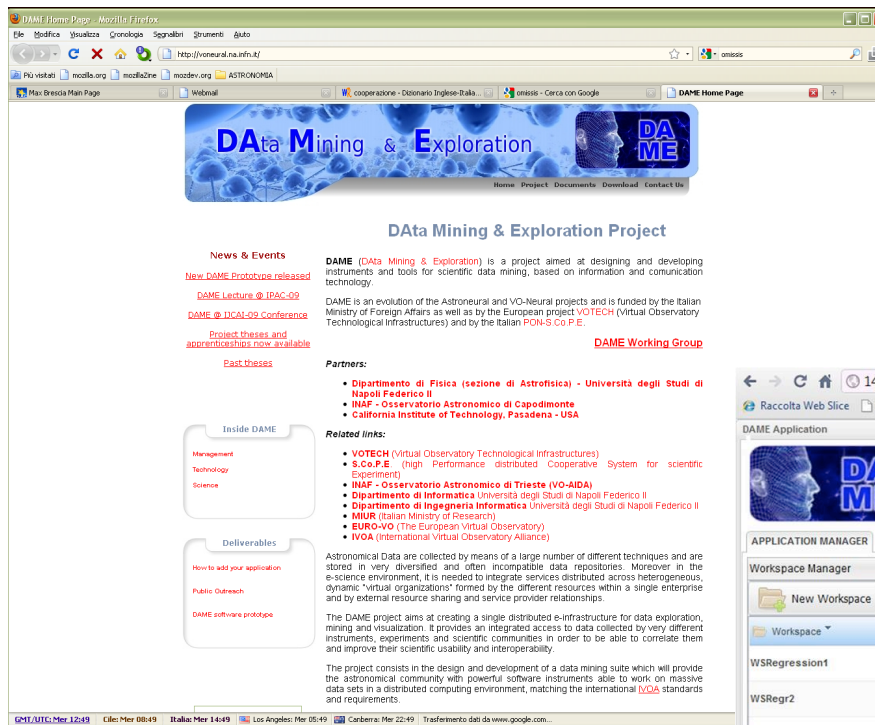 DAME Home Page - Mozilla Firefox
File Modifica Visualizza Cronologia Segnalibri Strumenti Aiuto
http://voneural.na.infn.it/
omissis
Più visitati mozilla.org mozillaZine mozdev.org ASTRONOMIA
Max Brescia Main Page Webmail cooperazione - Dizionario Inglese-Italia... omissis - Cerca con Google DAME Home Page
DAta Mining & Exploration
DA
ME
Home Project Documents Download Contact Us
DAta Mining & Exploration Project
News & Events
New DAME Prototype released
DAME Lecture @ IPAC-09
DAME @ IJCAI-09 Conference
Project theses and
apprenticeships now available
Past theses
Inside DAME
Management
Technology
Science
Deliverables
How to add your application
Public Outreach
DAME software prototype
DAME (DAta Mining & Exploration) is a project aimed at designing and developing
instruments and tools for scientific data mining, based on information and comunication
technology.
DAME is an evolution of the Astroneural and VO-Neural projects and is funded by the Italian
Ministry of Foreign Affairs as well as by the European project VOTECH (Virtual Observatory
Technological Infrastructures) and by the Italian PON-S.Co.P.E.
DAME Working Group
Partners:
Dipartimento di Fisica (sezione di Astrofisica) - Università degli Studi di
Napoli Federico II
INAF - Osservatorio Astronomico di Capodimonte
California Institute of Technology, Pasadena - USA
Related links:
VOTECH (Virtual Observatory Technological Infrastructures)
S.Co.P.E. (high Performance distributed Cooperative System for scientific
Experiment)
INAF - Osservatorio Astronomico di Trieste (VO-AIDA)
Dipartimento di Informatica Università degli Studi di Napoli Federico II
Dipartimento di Ingegneria Informatica Università degli Studi di Napoli Federico II
MIUR (Italian Ministry of Research)
EURO-VO (The European Virtual Observatory)
IVOA (International Virtual Observatory Alliance)
Astronomical Data are collected by means of a large number of different techniques and are
stored in very diversified and often incompatible data repositories. Moreover in the
e-science environment, it is needed to integrate services distributed across heterogeneous,
dynamic "virtual organizations" formed by the different resources within a single enterprise
and by external resource sharing and service provider relationships.
The DAME project aims at creating a single distributed e-infrastructure for data exploration,
mining and visualization. It provides an integrated access to data collected by very different
instruments, experiments and scientific communities in order to be able to correlate them
and improve their scientific usability and interoperability.
The project consists in the design and development of a data mining suite which will provide
the astronomical community with powerful software instruments able to work on massive
data sets in a distributed computing environment, matching the international IVOA standards
and requirements.
GMT/UTC: Mer 12:49 Cile: Mer 08:49 Italia: Mer 14:49 Los Angeles: Mer 05:49 Canberra: Mer 22:49 Trasferimento dati da www.google.com...
14
Raccolta Web Slice
DAME Application
APPLICATION MANAGER
Workspace Manager
New Workspace
Workspace
WSRegression1
WSRegr2